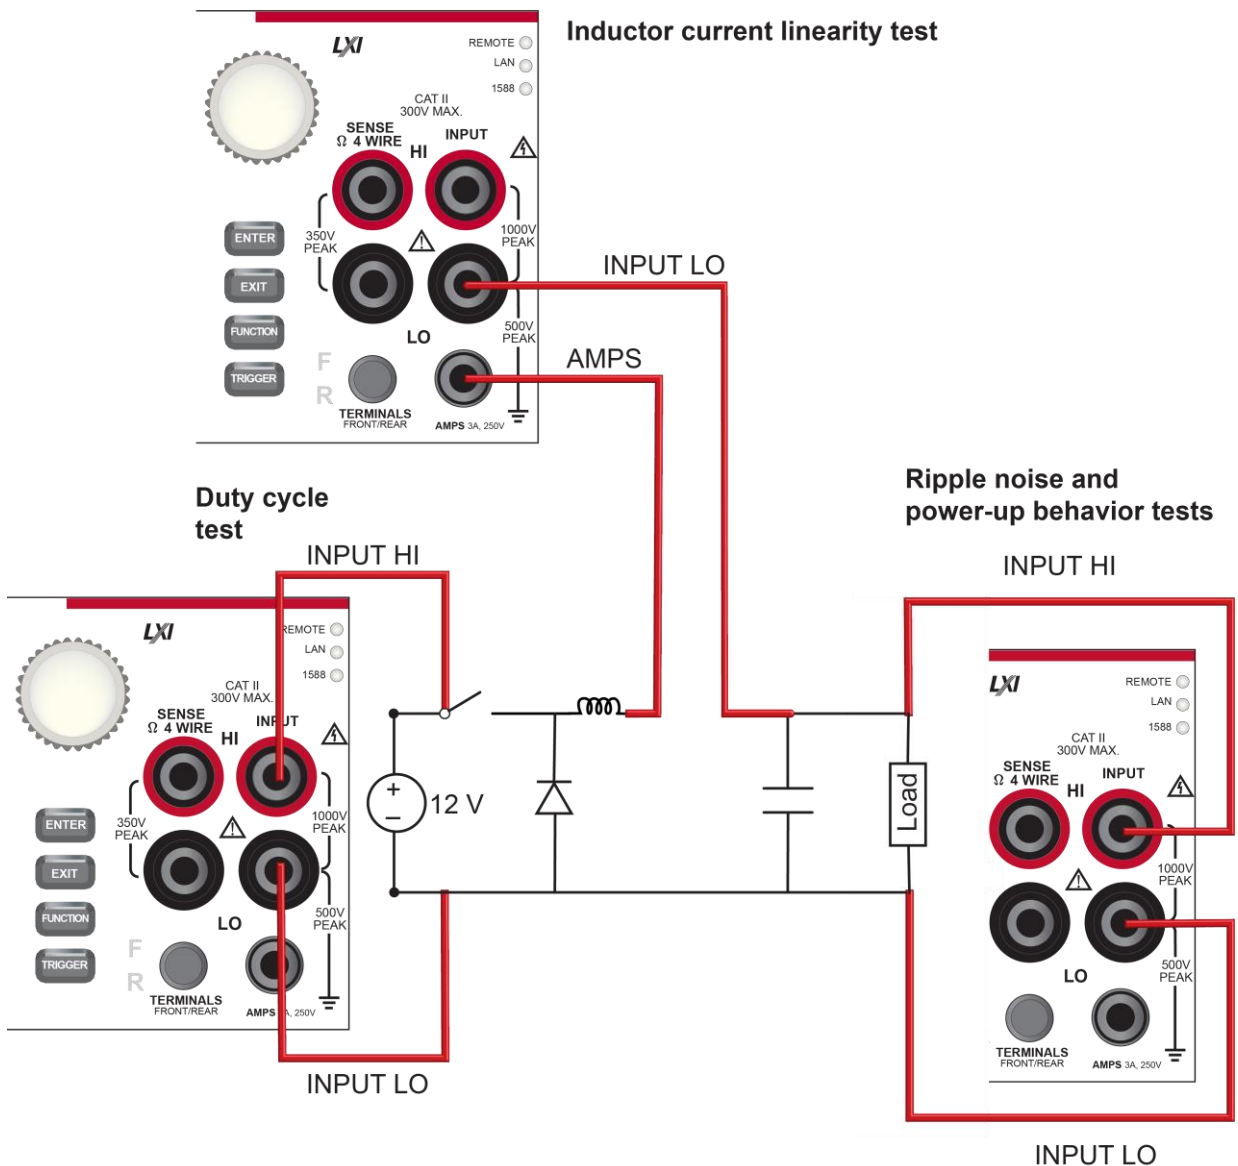 Inductor current linearity test
LXI
REMOTE
LAN
1588
CAT II
300V MAX.
SENSE
Ω 4 WIRE
HI
INPUT
350V
PEAK
1000V
PEAK
ENTER
EXIT
FUNCTION
TRIGGER
LO
500V
PEAK
F
R
TERMINALS
FRONT/REAR
AMPS 3A, 250V
INPUT LO
AMPS
Duty cycle
test
INPUT HI
LXI
REMOTE
LAN
1588
CAT II
300V MAX.
SENSE
Ω 4 WIRE
HI
350V
PEAK
1000V
PEAK
ENTER
EXIT
FUNCTION
TRIGGER
LO
500V
PEAK
F
R
TERMINALS
FRONT/REAR
AMPS
250V
INPUT LO
+
−
12 V
Load
Ripple noise and
power-up behavior tests
INPUT HI
LXI
REMOTE
LAN
1588
CAT II
300V MAX.
SENSE
Ω 4 WIRE
HI
INPUT
1000V
PEAK
LO
500V
PEAK
TERMINALS
FRONT/REAR
AMPS 3A, 250V
INPUT LO